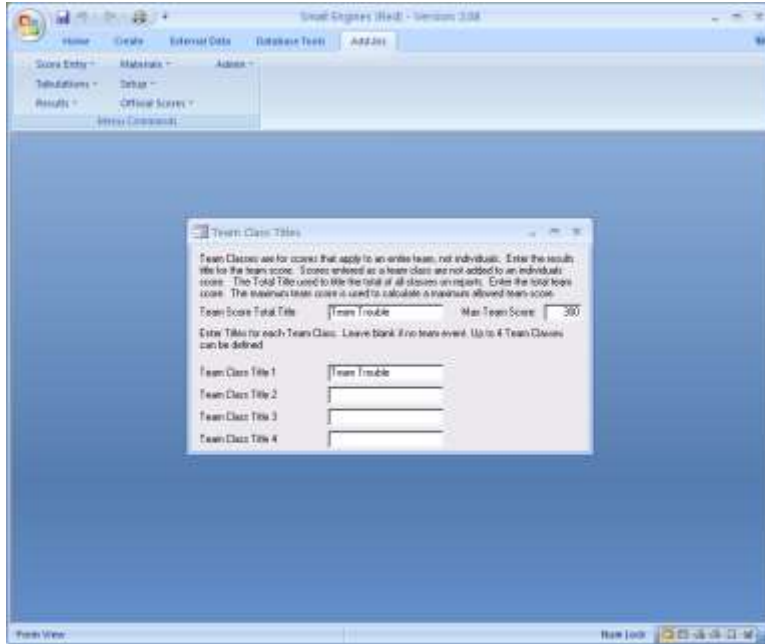 Small Engines (Red) - Version 3.08
Home Create External Data Database Tools Add-Ins
Score Entry Materials Admin
Tabulations Setup
Results Official Scores
Menu Commands
Team Class Titles
Team Classes are for scores that apply to an entire team, not individuals. Enter the results
title for the team score. Scores entered as a team class are not added to an individuals
score. The Total Title used to title the total of all classes on reports. Enter the total team
score. The maximum team score is used to calculate a maximum allowed team score.
Team Score Total Title Team Trouble Max Team Score
Enter Titles for each Team Class. Leave blank if no team event. Up to 4 Team Classes
can be defined
Team Class Title 1 Team Trouble
Team Class Title 2
Team Class Title 3
Team Class Title 4
Form View Num Lock